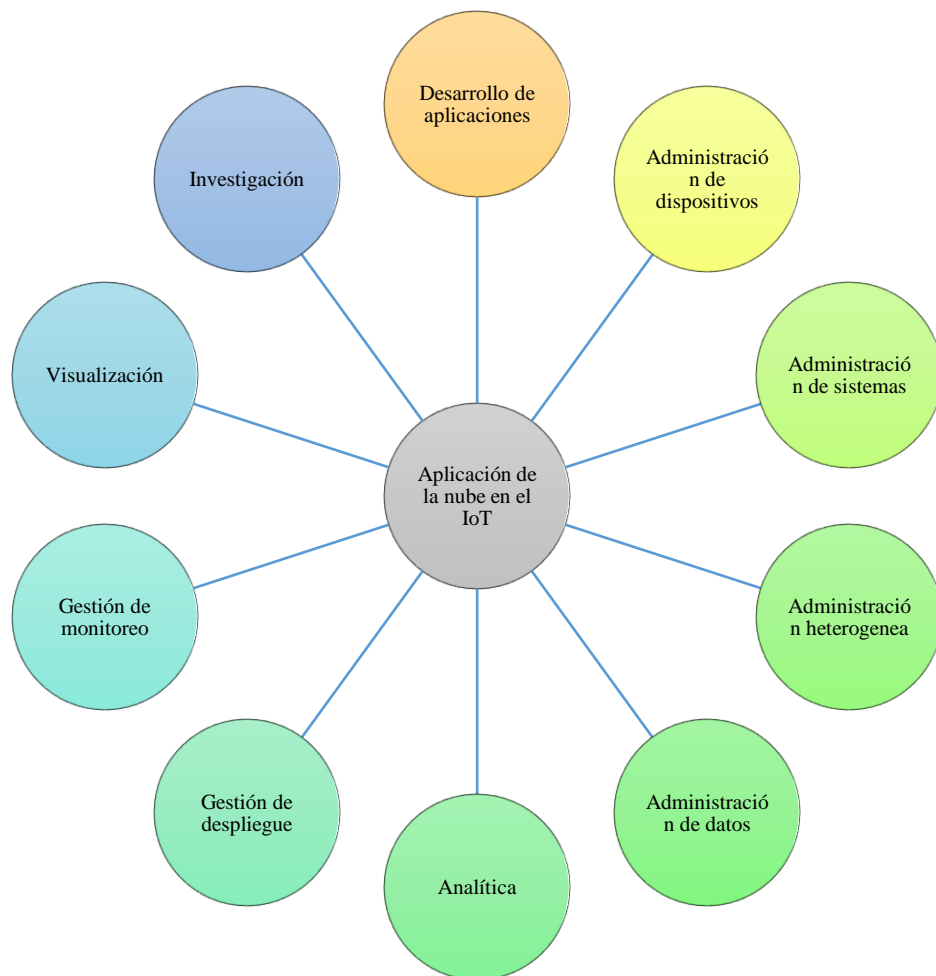 Desarrollo de
aplicaciones
Administració
n de
dispositivos
Administració
n de sistemas
Administració
n heterogenea
Administració
n de datos
Analítica
Gestión de
despliegue
Gestión de
monitoreo
Visualización
Investigación
Aplicación de
la nube en el
IoT